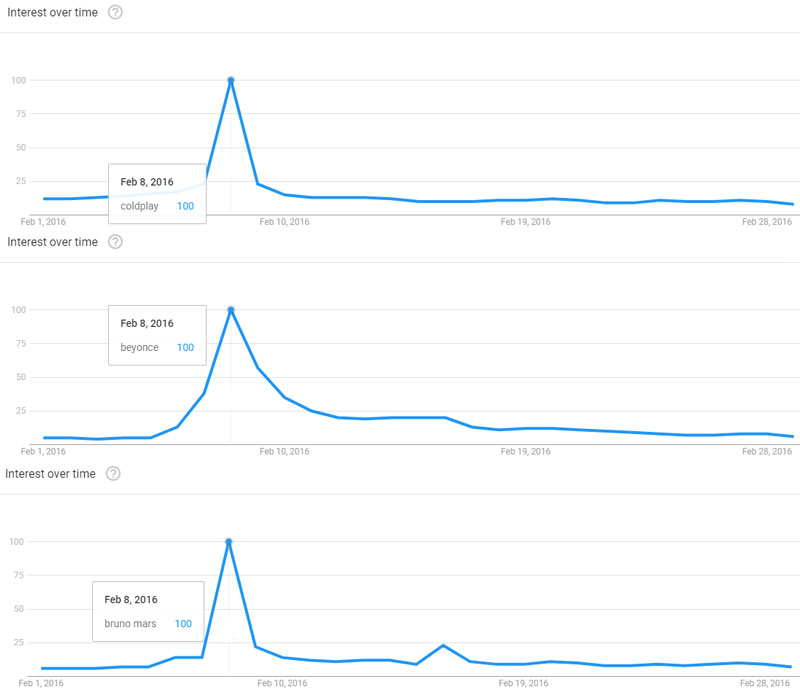 Interest over time ?
100
75
50
25
Feb 8, 2016
coldplay 100
Feb 1, 2016 Feb 10, 2016 Feb 19, 2016 Feb 28, 2016
Interest over time ?
100
75
50
25
Feb 8, 2016
beyonce 100
Feb 1, 2016 Feb 10, 2016 Feb 19, 2016 Feb 28, 2016
Interest over time ?
100
75
50
25
Feb 8, 2016
bruno mars 100
Feb 1, 2016 Feb 10, 2016 Feb 19, 2016 Feb 28, 2016